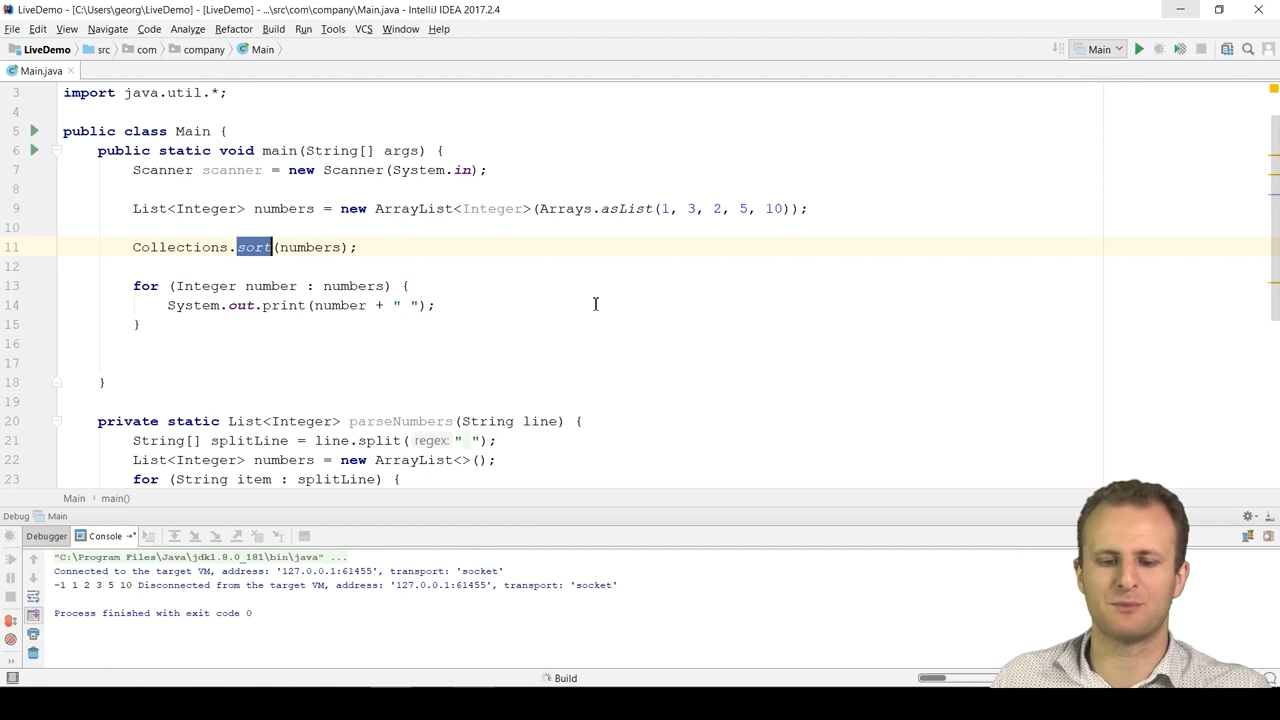 LiveDemo - [C:\Users\georg\LiveDemo] - [LiveDemo] - ...\src\com\company\Main.java - IntelliJ IDEA 2017.2.4
File Edit View Navigate Code Analyze Refactor Build Run Tools VCS Window Help
LiveDemo src com company Main Main
Main.java
3 import java.util.*;
4
5 public class Main {
6 public static void main(String[] args) {
7 Scanner scanner = new Scanner(System.in);
8
9 List<Integer> numbers = new ArrayList<Integer>(Arrays.asList(1, 3, 2, 5, 10));
10
11 Collections.sort(numbers);
12
13 for (Integer number : numbers) {
14 System.out.print(number + " ");
15 }
16
17
18 }
19
20 private static List<Integer> parseNumbers(String line) {
21 String[] splitLine = line.split( regex: " ");
22 List<Integer> numbers = new ArrayList<>();
23 for (String item : splitLine) {
Main main()
Debug Main
Debugger Console
"C:\Program Files\Java\jdk1.8.0_181\bin\java" ...
Connected to the target VM, address: '127.0.0.1:61455', transport: 'socket'
-1 1 2 3 5 10 Disconnected from the target VM, address: '127.0.0.1:61455', transport: 'socket'
Process finished with exit code 0
Build